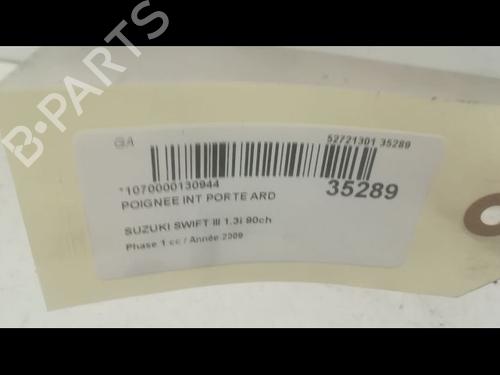 B-PARTS
GA
52721301 35289
*1070000130944
35289
POIGNEE INT PORTE ARD
SUZUKI SWIFT III 1.3i 90ch
Phase 1 cc / Année 2009